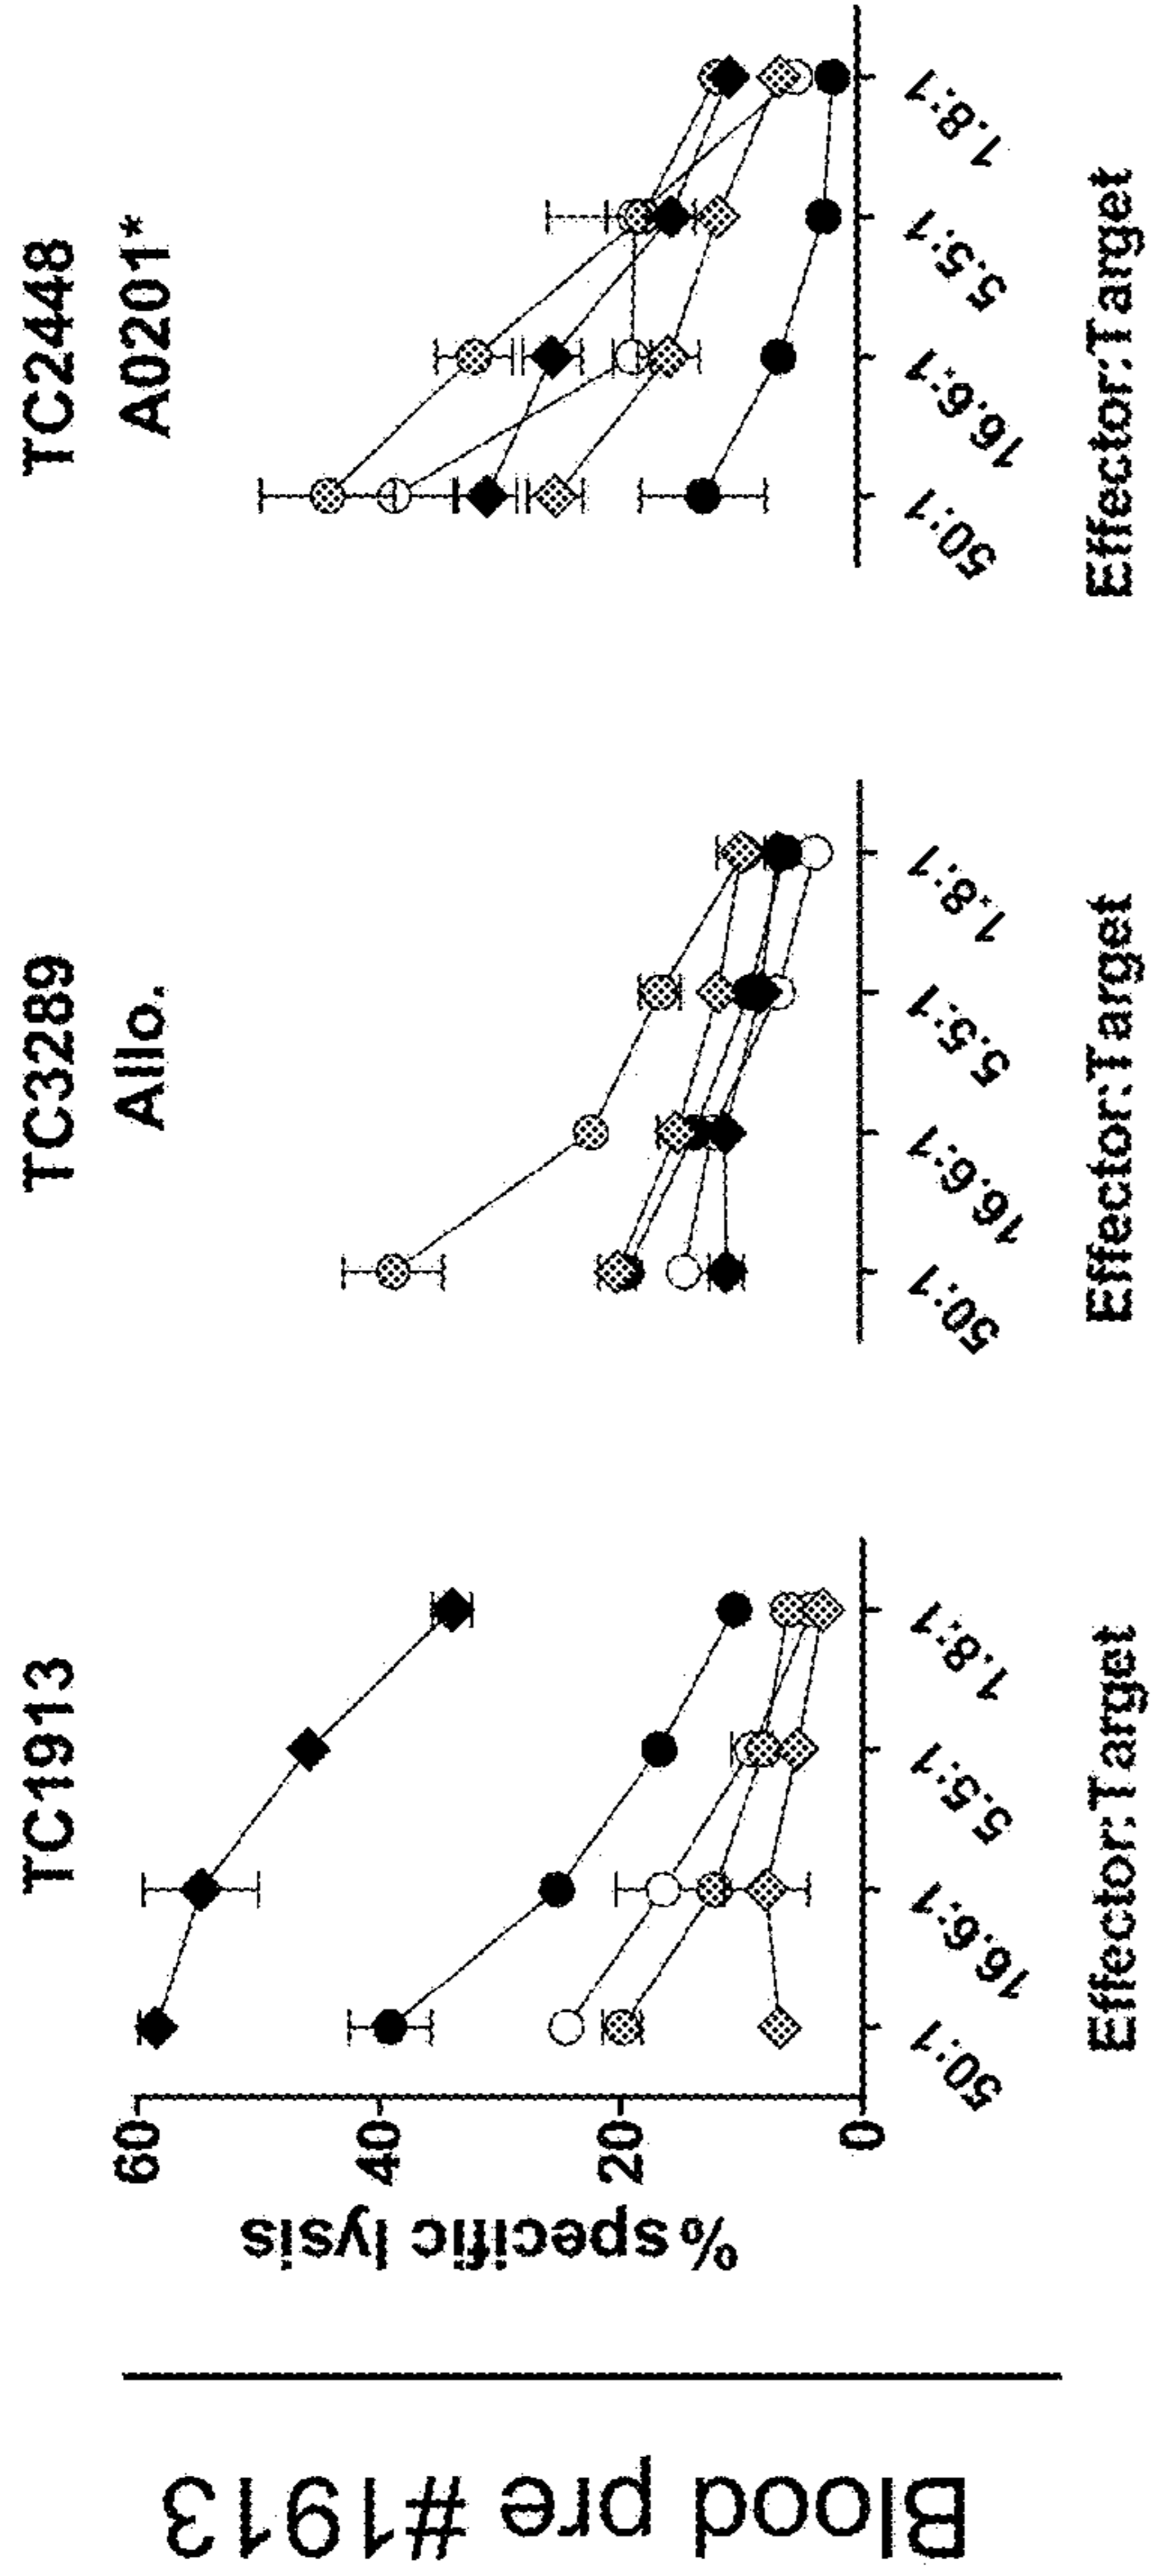 Blood pre #1913
% specific lysis
60
40
20
0
TC1913
50:1
16.6:1
5.5:1
1.8:1
Effector:Target
TC3289
Allo.
50:1
16.6:1
5.5:1
1.8:1
Effector:Target
TC2448
A0201*
50:1
16.6:1
5.5:1
1.8:1
Effector:Target